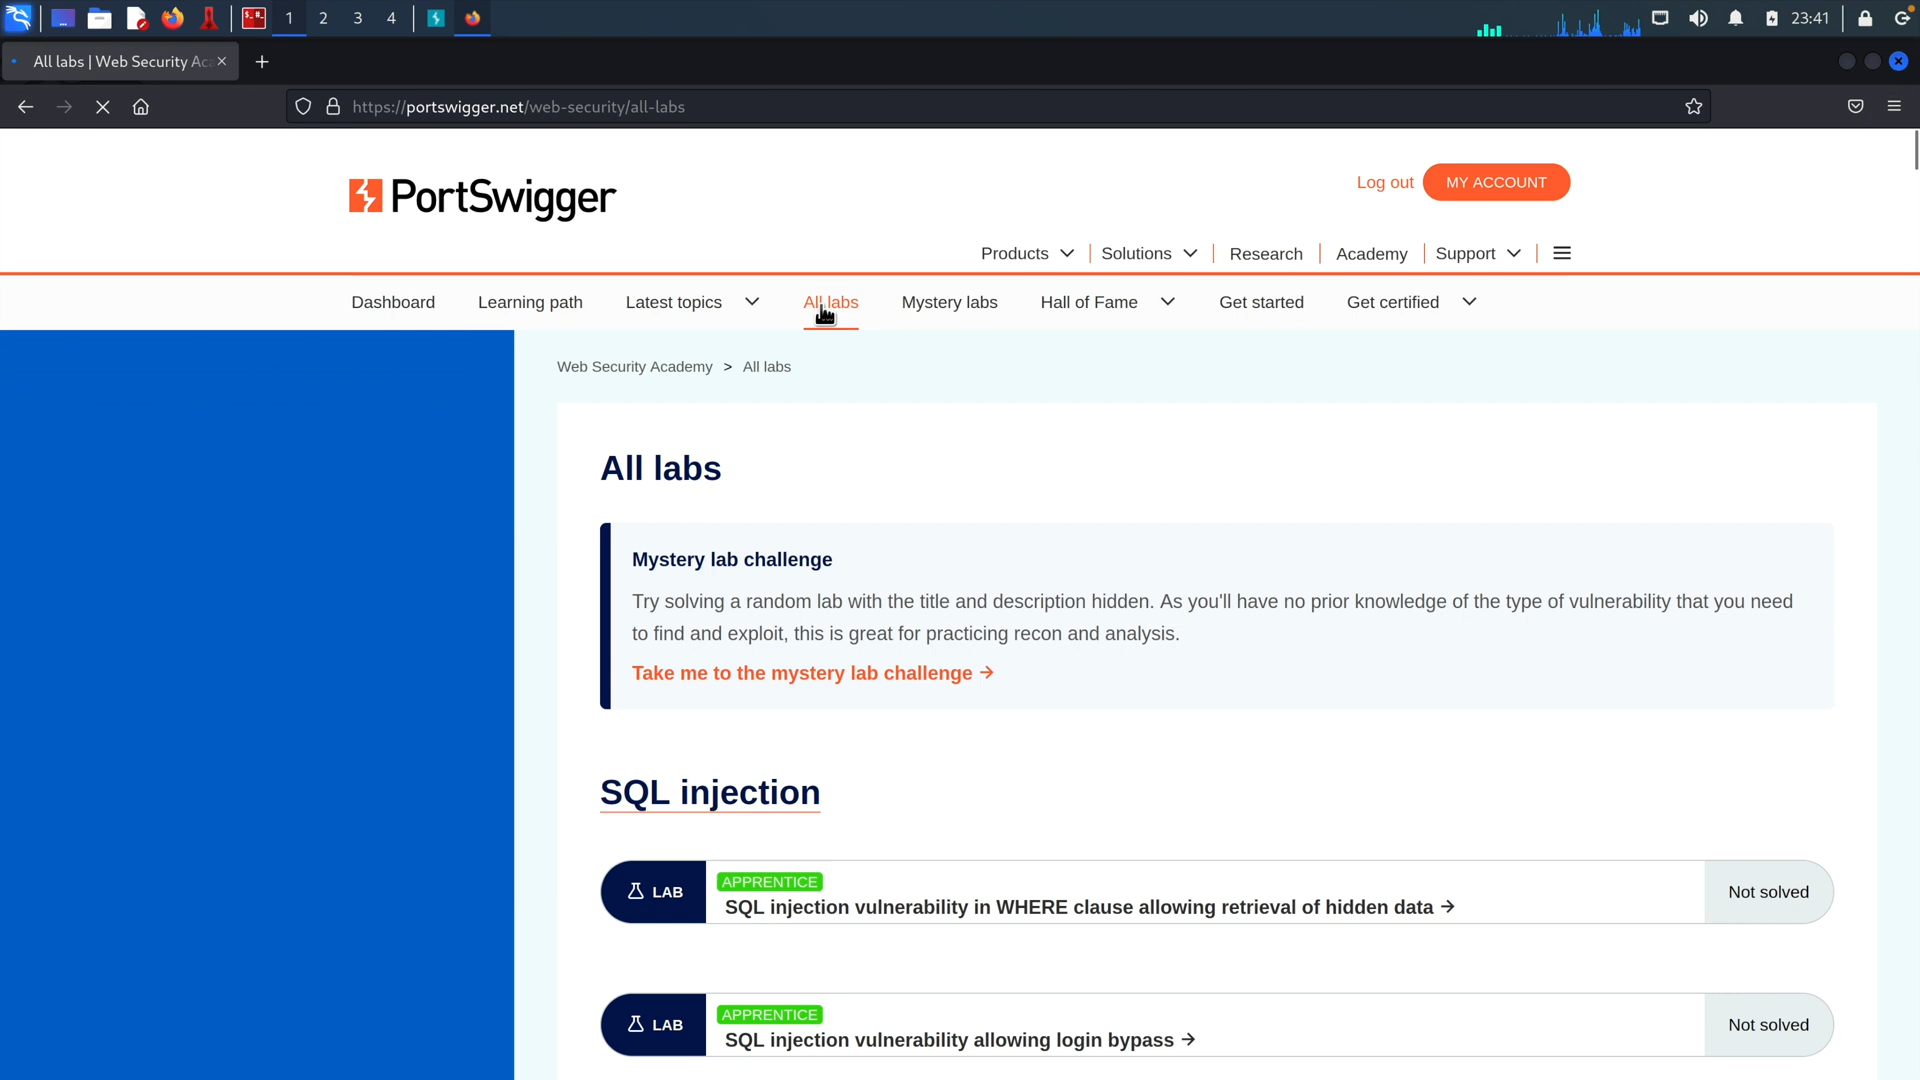 1 2 3 4 23:41
All labs | Web Security Aca
https://portswigger.net/web-security/all-labs
PortSwigger
Log out MY ACCOUNT
Products Solutions Research Academy Support
Dashboard Learning path Latest topics All labs Mystery labs Hall of Fame Get started Get certified
Web Security Academy > All labs
All labs
Mystery lab challenge
Try solving a random lab with the title and description hidden. As you'll have no prior knowledge of the type of vulnerability that you need
to find and exploit, this is great for practicing recon and analysis.
Take me to the mystery lab challenge →
SQL injection
LAB
APPRENTICE
SQL injection vulnerability in WHERE clause allowing retrieval of hidden data →
Not solved
LAB
APPRENTICE
SQL injection vulnerability allowing login bypass →
Not solved